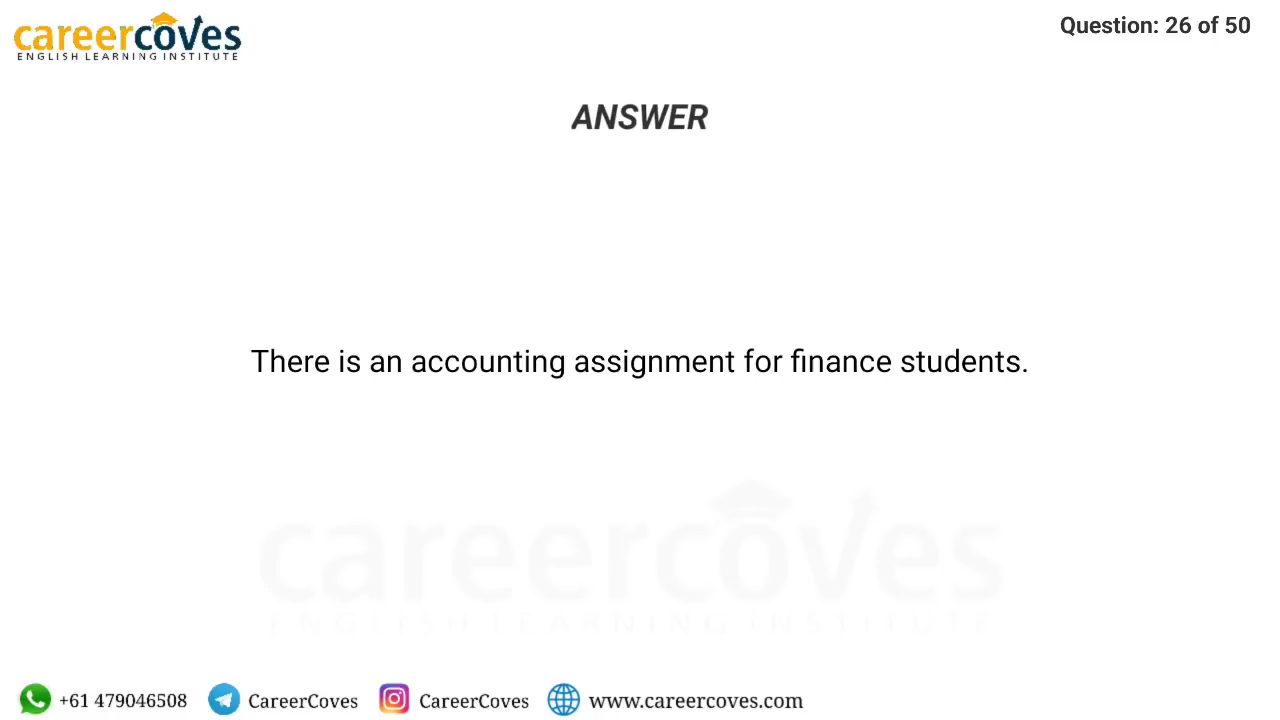 careercoves
ENGLISH LEARNING INSTITUTE
Question: 26 of 50
ANSWER
There is an accounting assignment for finance students.
careercoves
ENGLISH LEARNING INSTITUTE
+61 479046508 CareerCoves CareerCoves www.careercoves.com